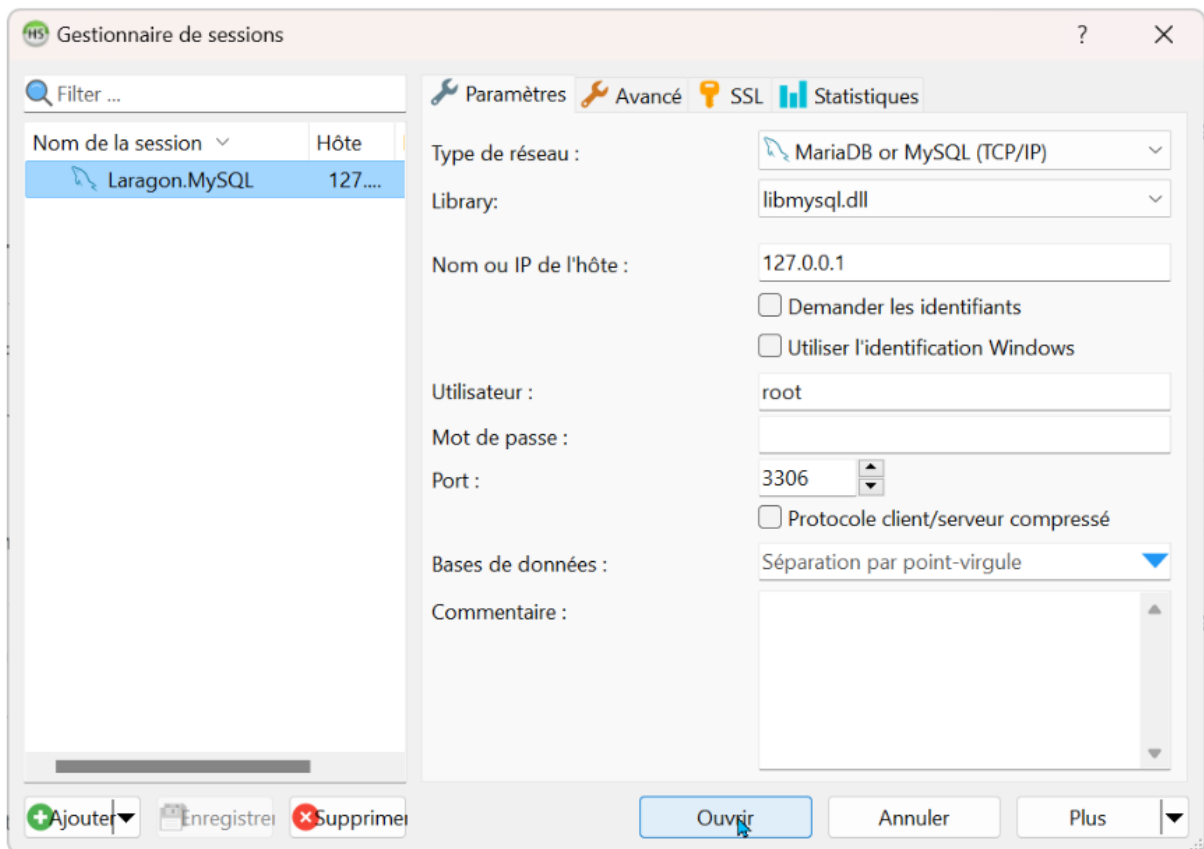 HS Gestionnaire de sessions ?
Filter ...
Nom de la session Hôte
Laragon.MySQL 127....
Paramètres Avancé SSL Statistiques
Type de réseau : MariaDB or MySQL (TCP/IP)
Library: libmysql.dll
Nom ou IP de l'hôte : 127.0.0.1
Demander les identifiants
Utiliser l'identification Windows
Utilisateur : root
Mot de passe :
Port : 3306
Protocole client/serveur compressé
Bases de données : Séparation par point-virgule
Commentaire :
Ajouter Enregistrer Supprimer Ouvrir Annuler Plus